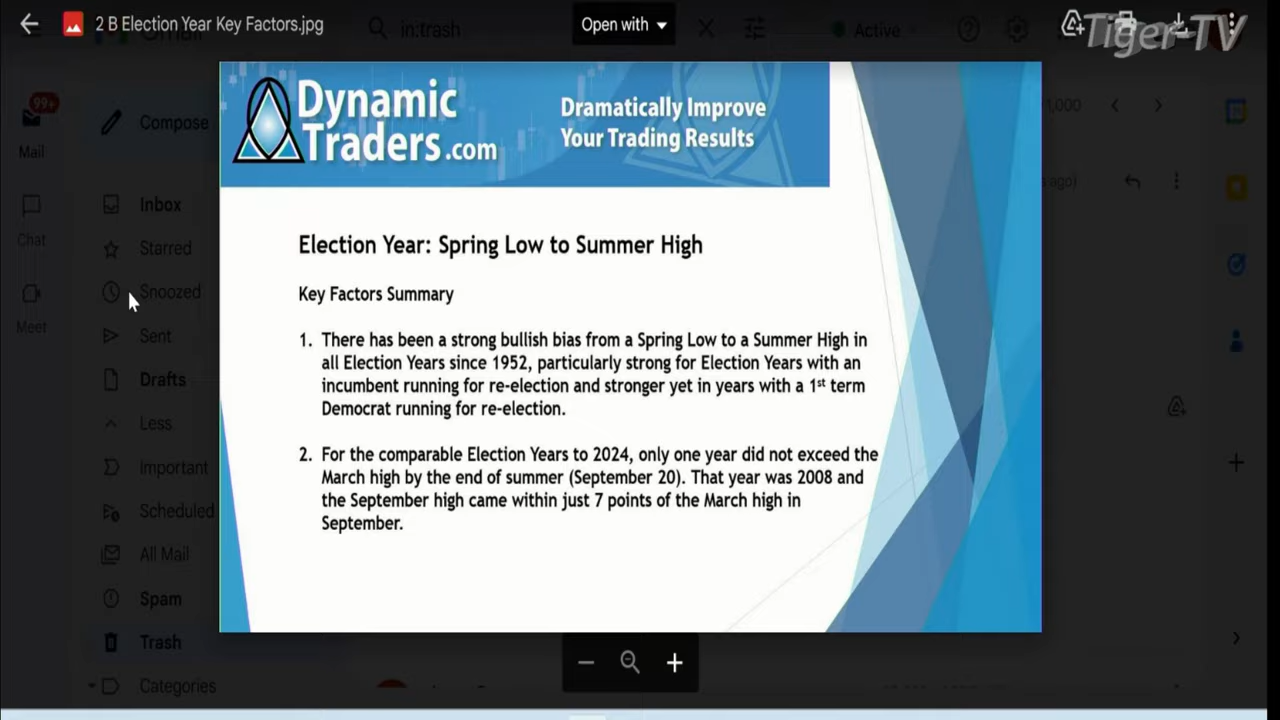 2 B Election Year Key Factors.jpg
in:trash
Open with
Active
Tiger-TV
99+
Mail
Compose
1,000
Chat
Meet
Inbox
Starred
Snoozed
Sent
Drafts
Less
Important
Scheduled
All Mail
Spam
Trash
Categories
Dynamic
Traders.com
Dramatically Improve
Your Trading Results
Election Year: Spring Low to Summer High
Key Factors Summary
1. There has been a strong bullish bias from a Spring Low to a Summer High in
all Election Years since 1952, particularly strong for Election Years with an
incumbent running for re-election and stronger yet in years with a 1st term
Democrat running for re-election.
2. For the comparable Election Years to 2024, only one year did not exceed the
March high by the end of summer (September 20). That year was 2008 and
the September high came within just 7 points of the March high in
September.